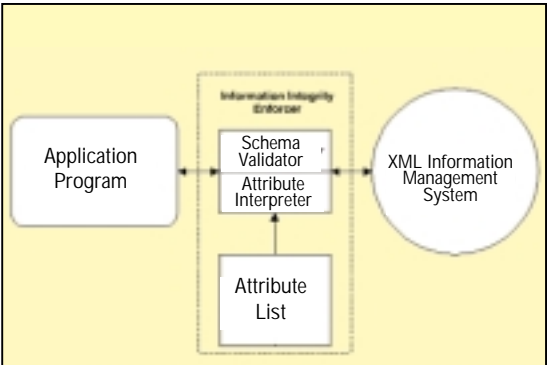 Information Integrity
Enforcer
Application
Program
Schema
Validator
Attribute
Interpreter
XML Information
Management
System
Attribute
List